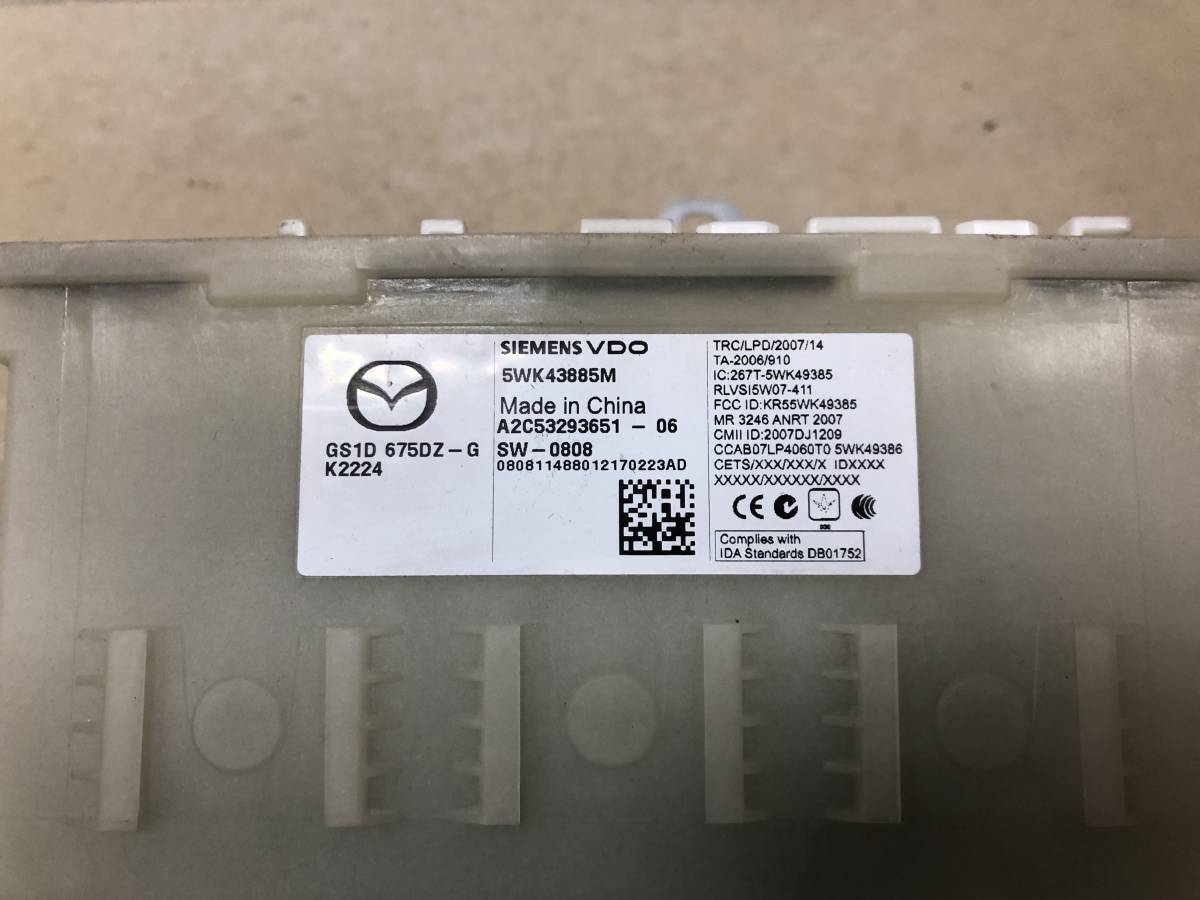 GS1D 675DZ-G
K2224
SIEMENS VDO
5WK43885M
Made in China
A2C53293651 - 06
SW-0808
080811488012170223AD
TRC/LPD/2007/14
TA-2006/910
IC:267T-5WK49385
RLVSI5W07-411
FCC ID:KR55WK49385
MR 3246 ANRT 2007
CMII ID:2007DJ1209
CCAB07LP4060T0 5WK49386
CETS/XXX/XXX/X IDXXXX
XXXXX/XXXXXX/XXXX
CE
Complies with
IDA Standards DB01752